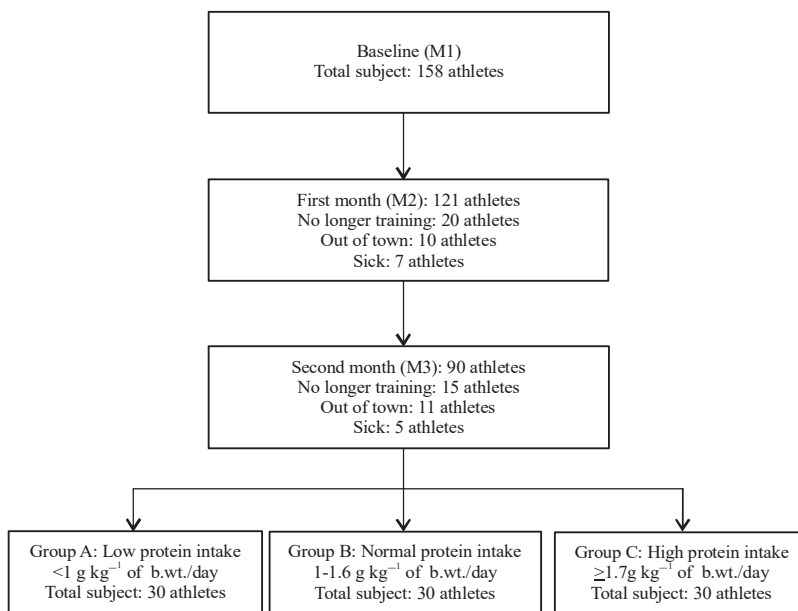 Baseline (M1)
Total subject: 158 athletes
First month (M2): 121 athletes
No longer training: 20 athletes
Out of town: 10 athletes
Sick: 7 athletes
Second month (M3): 90 athletes
No longer training: 15 athletes
Out of town: 11 athletes
Sick: 5 athletes
Group A: Low protein intake
<1 g kg⁻¹ of b.wt./day
Total subject: 30 athletes
Group B: Normal protein intake
1-1.6 g kg⁻¹ of b.wt./day
Total subject: 30 athletes
Group C: High protein intake
≥1.7g kg⁻¹ of b.wt./day
Total subject: 30 athletes